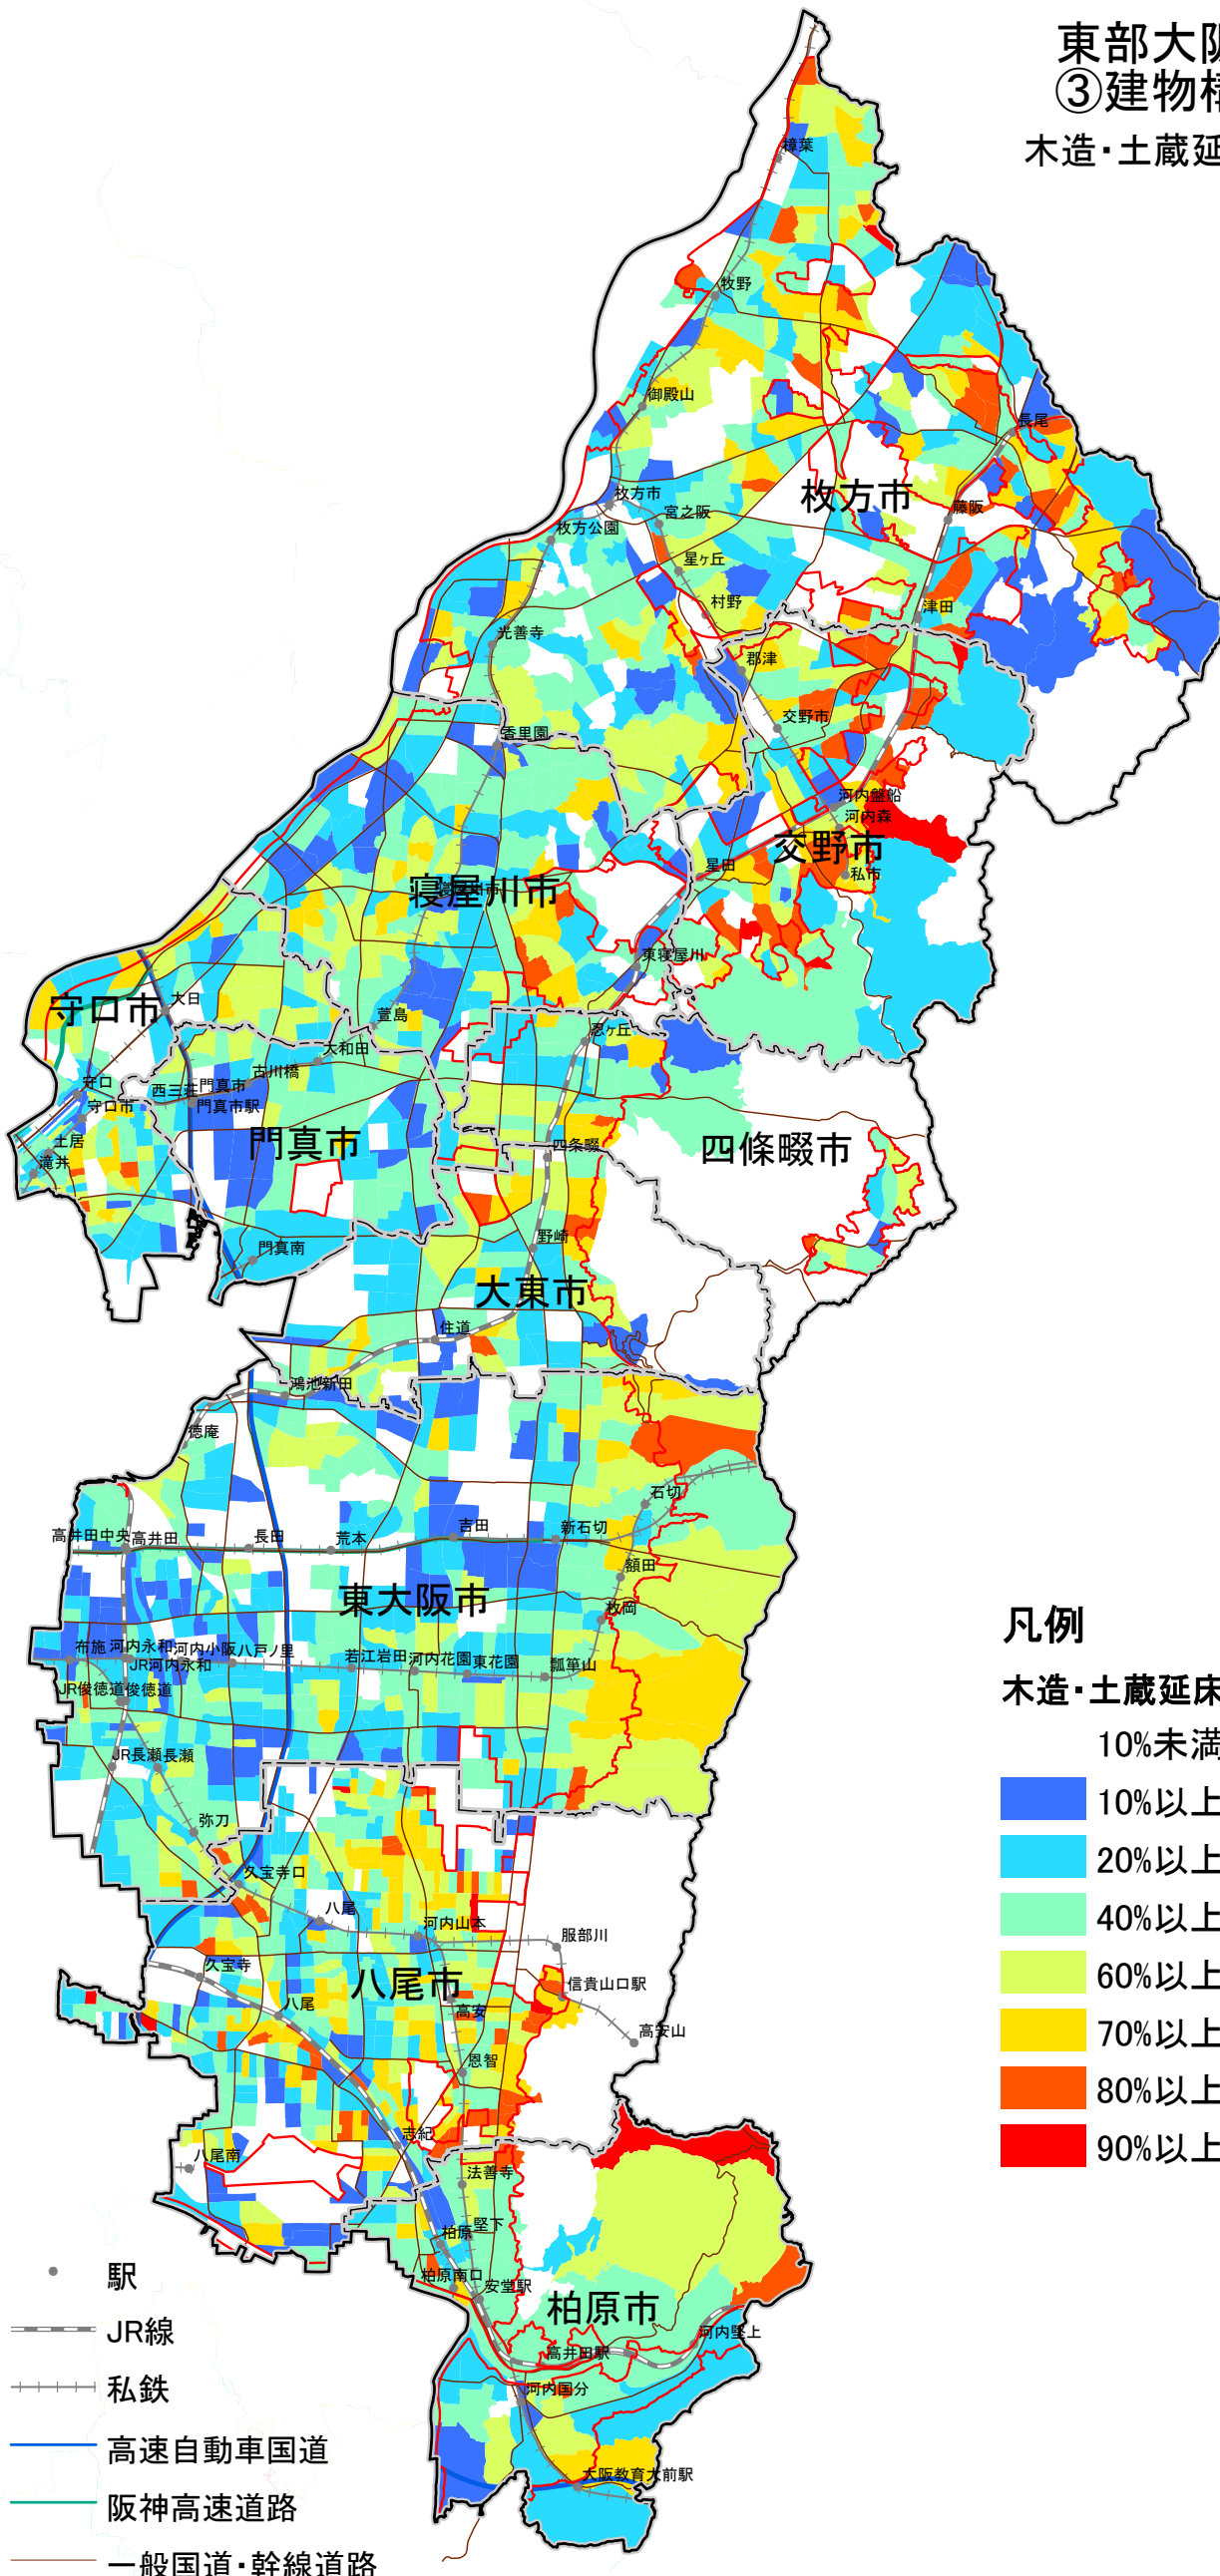 東部大阪
③建物構
木造・土蔵延
樟葉
牧野
御殿山
長尾
枚方市
枚方市
宮之阪
藤阪
枚方公園
星ヶ丘
村野
津田
光善寺
郡津
交野市
香里園
河内盤船
河内森
交野市
星田
私市
寝屋川市
東寝屋川
守口市
大日
萱島
忍ヶ丘
大和田
古川橋
守口
西三荘
門真市
守口市
門真市駅
土居
門真市
四条畷
四條畷市
滝井
野崎
門真南
大東市
住道
鴻池新田
徳庵
石切
高井田中央
高井田
長田
荒本
吉田
新石切
額田
東大阪市
枚岡
布施
河内永和
河内小阪
八戸ノ里
若江岩田
河内花園
東花園
瓢箪山
JR河内永和
JR俊徳道
俊徳道
JR長瀬
長瀬
弥刀
久宝寺口
八尾
河内山本
服部川
久宝寺
八尾市
信貴山口駅
八尾
高安
高安山
恩智
志紀
八尾南
法善寺
柏原
堅下
柏原南口
安堂駅
柏原市
河内堅上
高井田駅
河内国分
大阪教育大前駅
凡例
木造・土蔵延床
10%未満
10%以上
20%以上
40%以上
60%以上
70%以上
80%以上
90%以上
駅
JR線
私鉄
高速自動車国道
阪神高速道路
一般国道・幹線道路